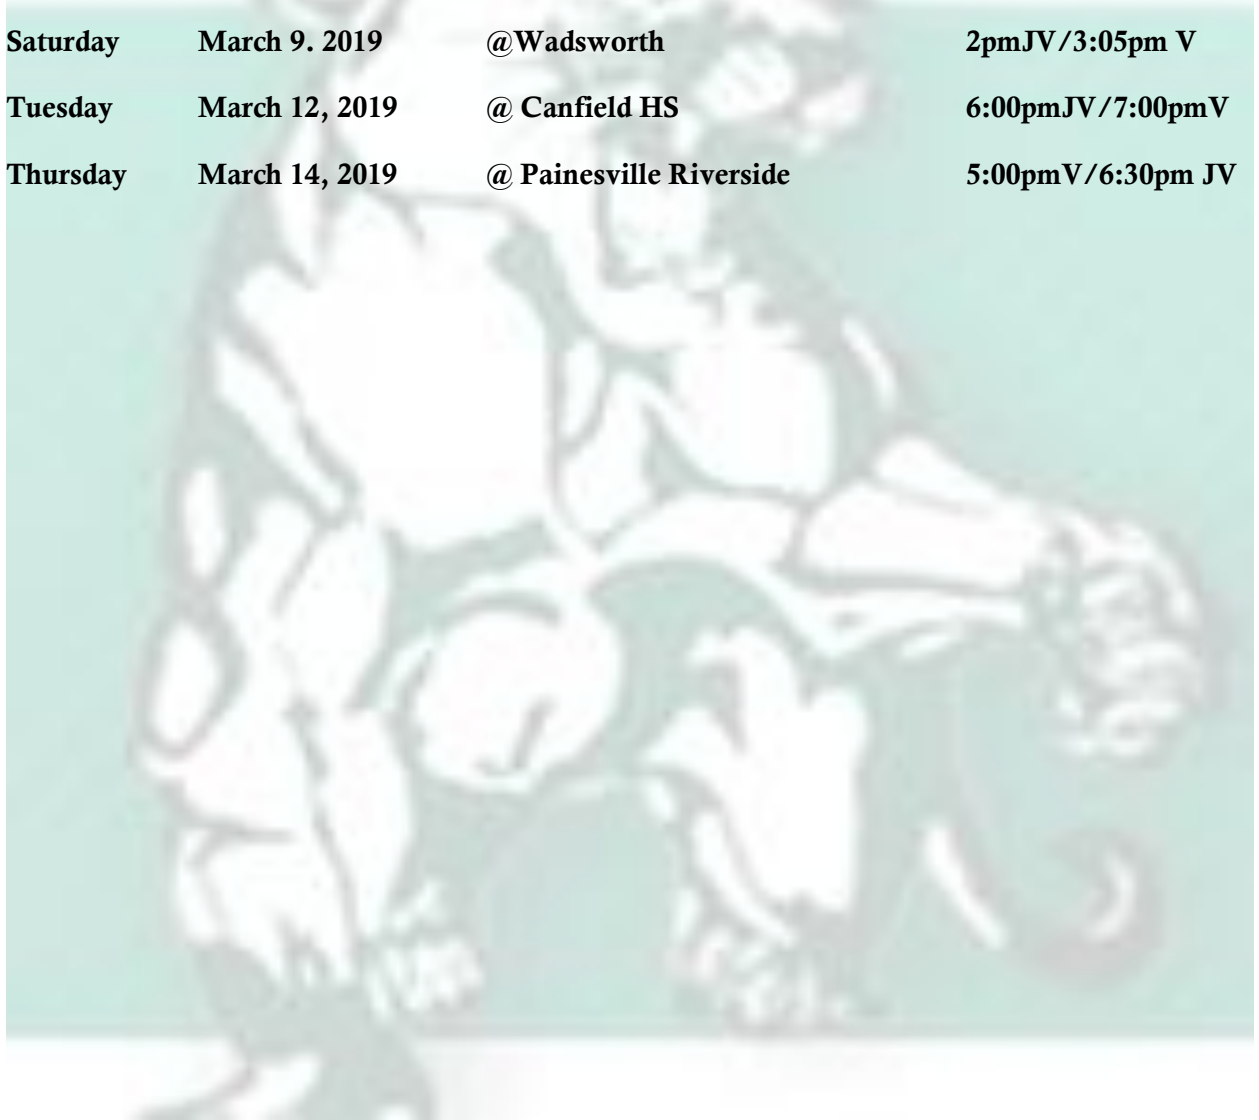 Saturday March 9. 2019 @Wadsworth 2pmJV/3:05pm V
Tuesday March 12, 2019 @ Canfield HS 6:00pmJV/7:00pmV
Thursday March 14, 2019 @ Painesville Riverside 5:00pmV/6:30pm JV